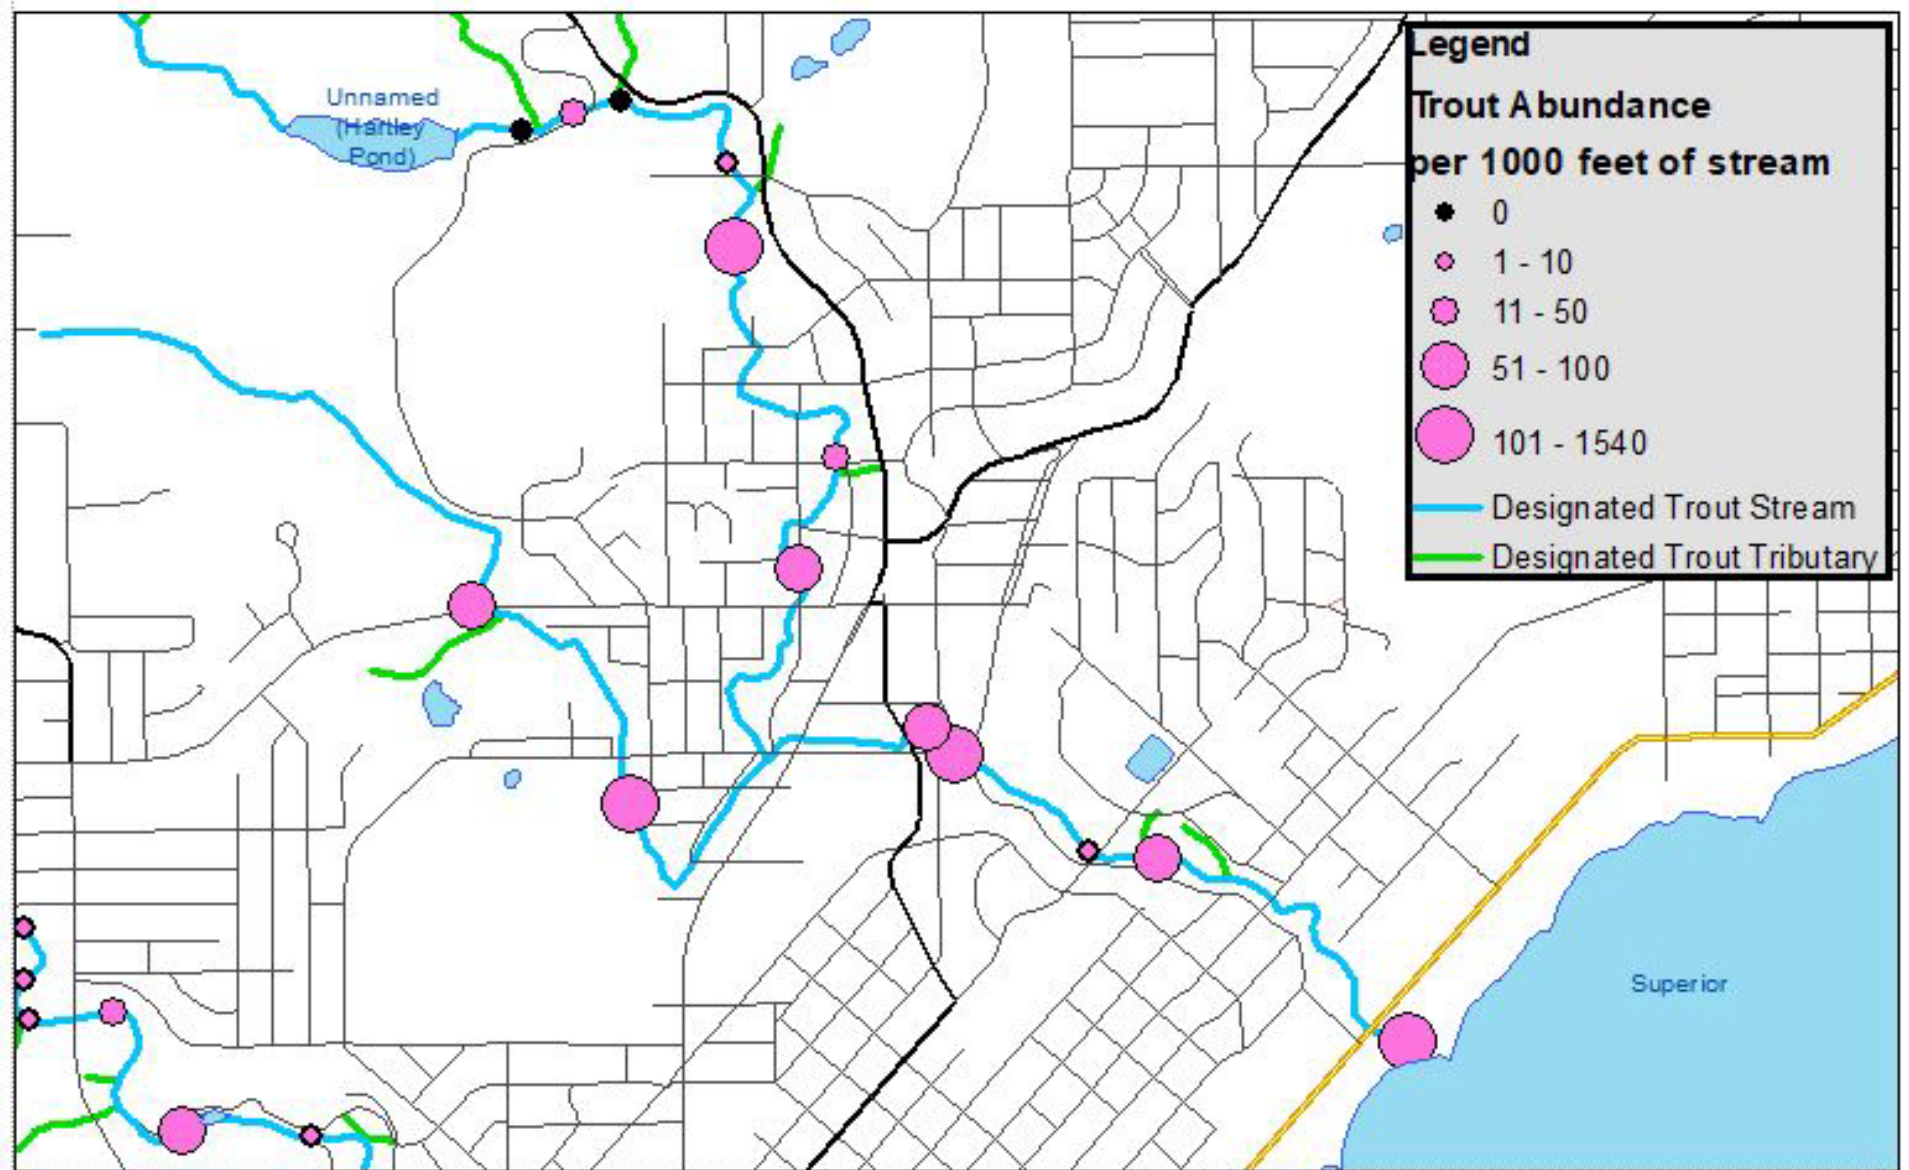 Legend
Trout Abundance
per 1000 feet of stream
0
1 - 10
11 - 50
51 - 100
101 - 1540
Designated Trout Stream
Designated Trout Tributary
Unnamed
(Hartley
Pond)
Superior